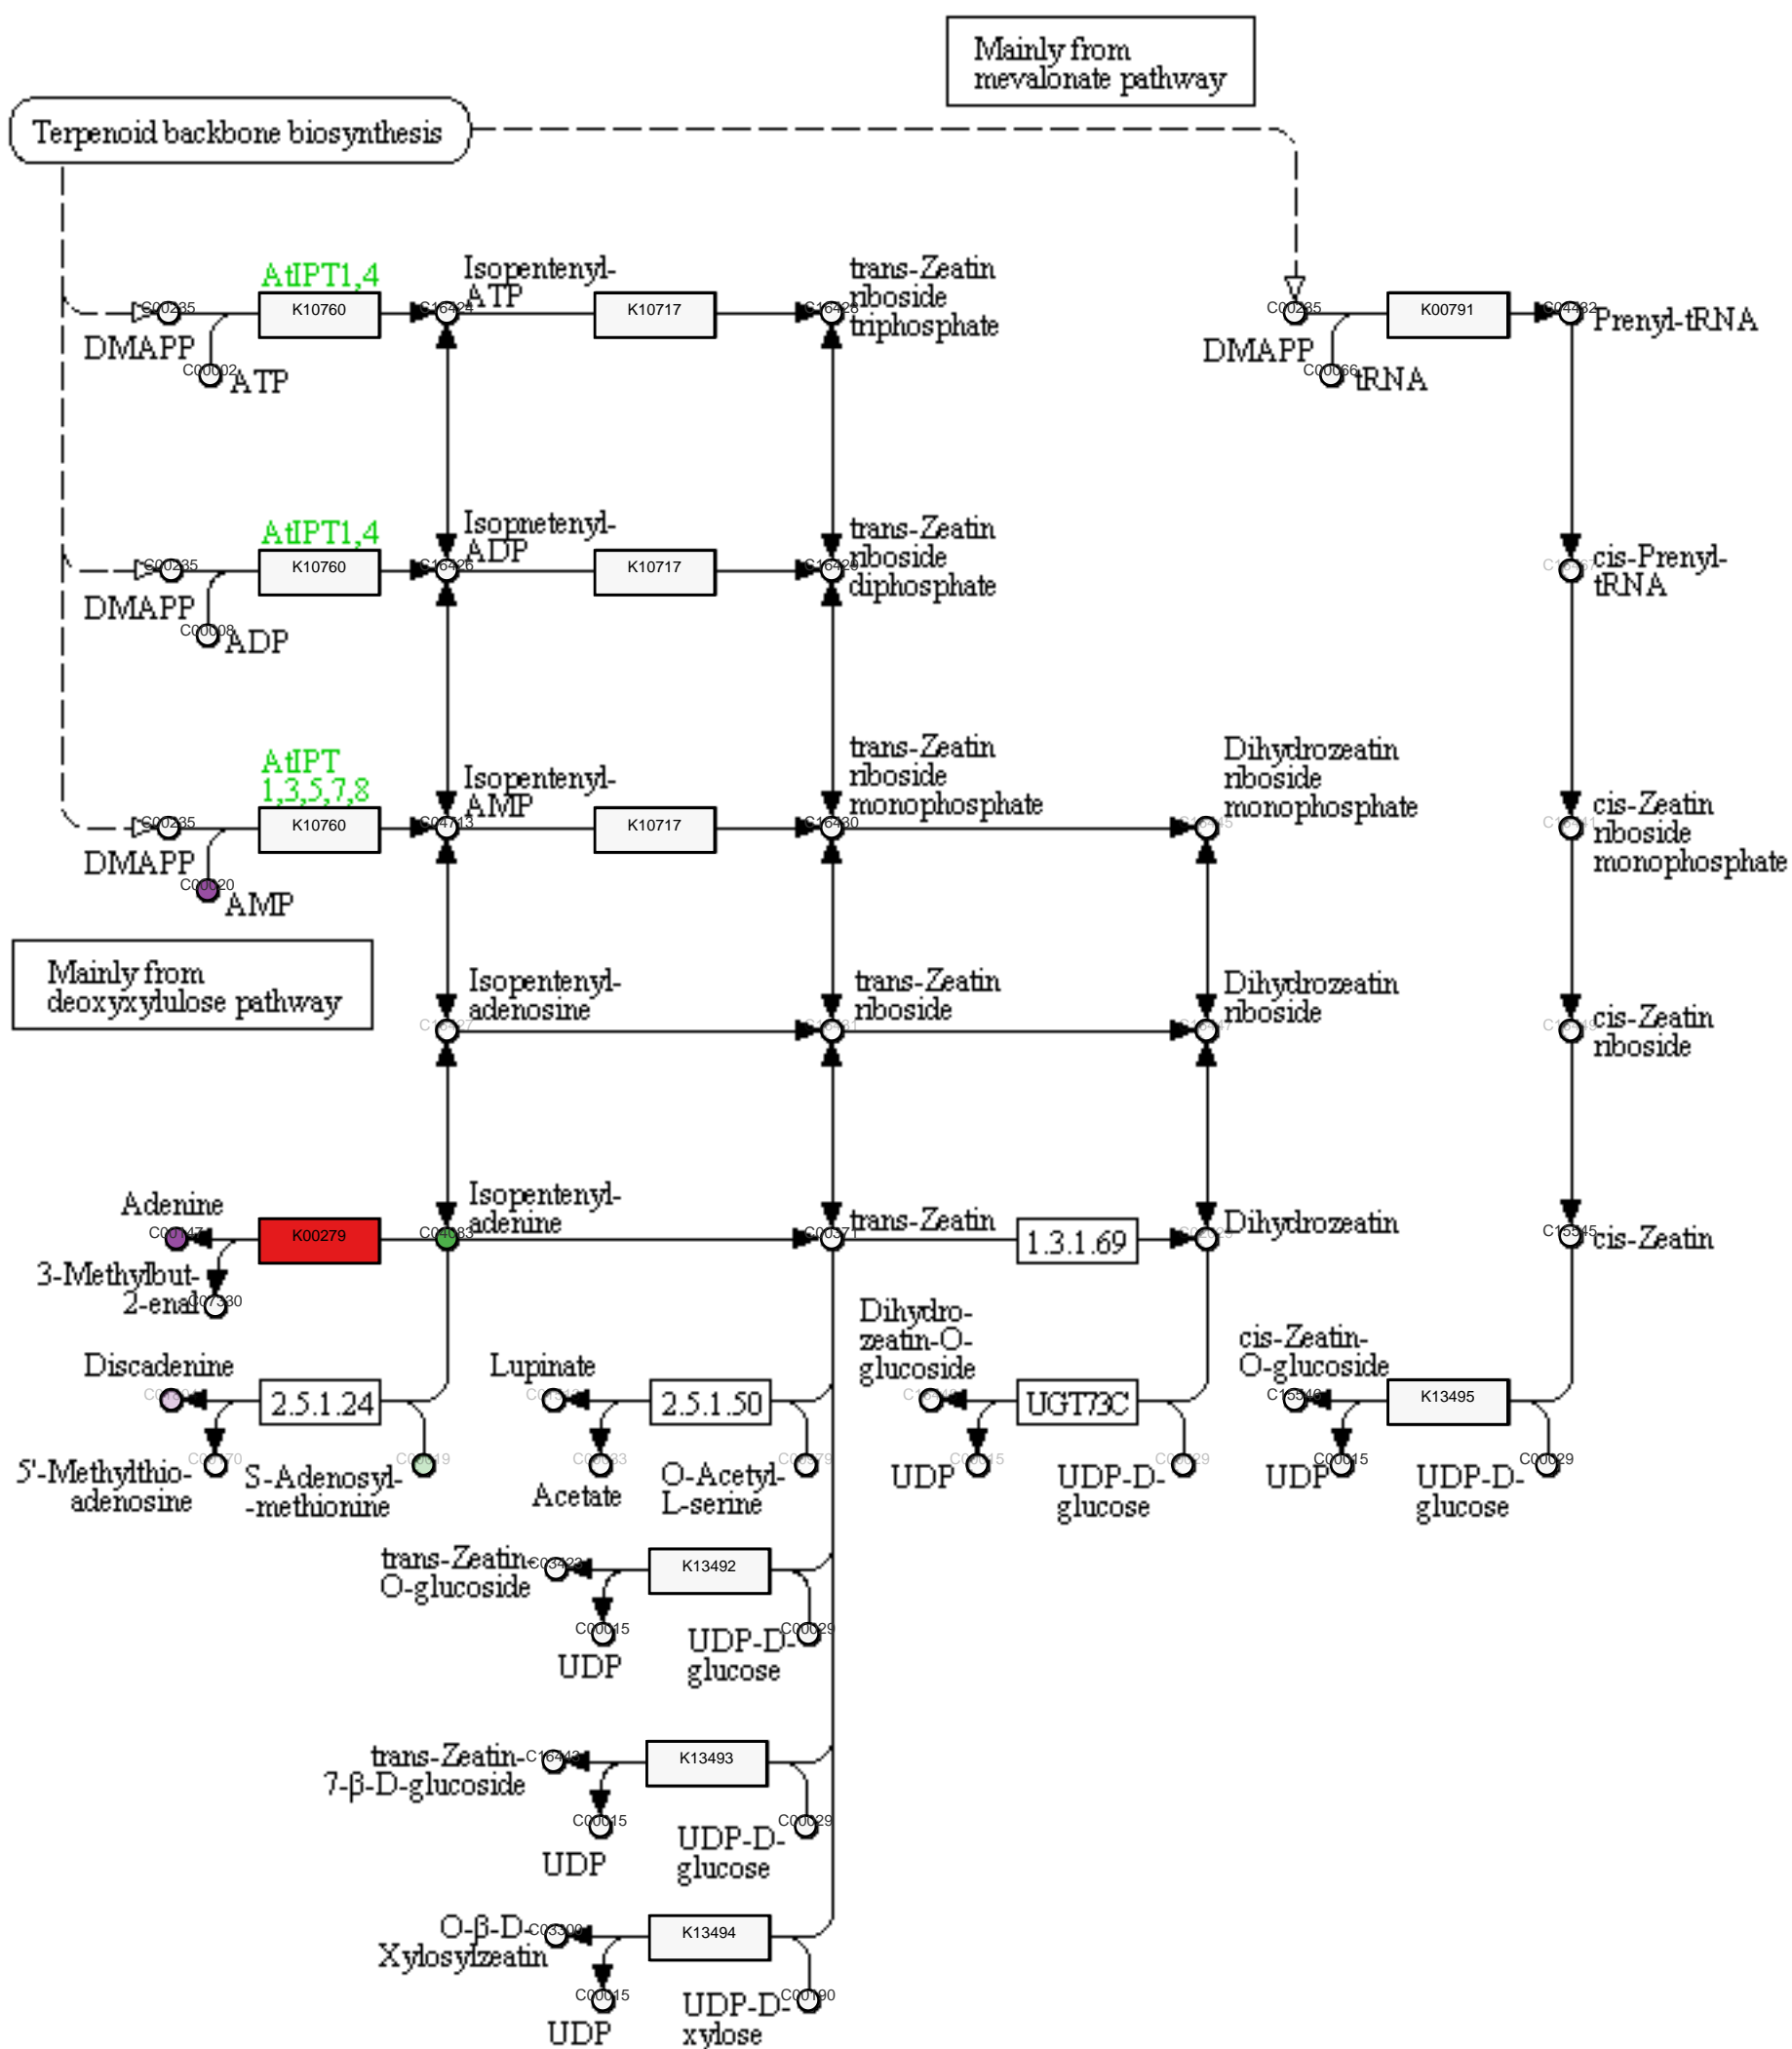 Mainly from
mevalonate pathway
Terpenoid backbone biosynthesis
AtIPT1,4
Isopentenyl-
ATP
trans-Zeatin
riboside
triphosphate
C00235
K10760
C16424
K10717
C16428
C00235
K00791
C04432
Prenyl-tRNA
DMAPP
C00002
ATP
DMAPP
C00066
tRNA
AtIPT1,4
Isopnetenyl-
ADP
trans-Zeatin
riboside
diphosphate
C00235
K10760
C16426
K10717
C16429
cis-Prenyl-
tRNA
DMAPP
C00008
ADP
AtIPT
1,3,5,7,8
Isopentenyl-
AMP
trans-Zeatin
riboside
monophosphate
Dihydrozeatin
riboside
monophosphate
cis-Zeatin
riboside
monophosphate
C00235
K10760
C04713
K10717
C16430
DMAPP
C00020
AMP
Mainly from
deoxyxylulose pathway
Isopentenyl-
adenosine
trans-Zeatin
riboside
Dihydrozeatin
riboside
cis-Zeatin
riboside
Adenine
Isopentenyl-
adenine
trans-Zeatin
Dihydrozeatin
cis-Zeatin
C00147
K00279
C04083
C00371
1.3.1.69
C15545
3-Methylbut-
2-enal
C07330
Discadenine
2.5.1.24
Lupinate
2.5.1.50
Dihydro-
zeatin-O-
glucoside
UGT73C
cis-Zeatin-
O-glucoside
K13495
5'-Methylthio-
adenosine
C00170
S-Adenosyl-
-methionine
C00019
Acetate
C00033
O-Acetyl-
L-serine
C00979
UDP
C00015
UDP-D-
glucose
C00029
UDP
C00015
UDP-D-
glucose
C00029
trans-Zeatin-
O-glucoside
C03423
K13492
C00015
UDP
UDP-D-
glucose
C00029
trans-Zeatin-
7-β-D-glucoside
K13493
C00015
UDP
UDP-D-
glucose
C00029
O-β-D-
Xylosylzeatin
K13494
C00015
UDP
UDP-D-
xylose
C00190